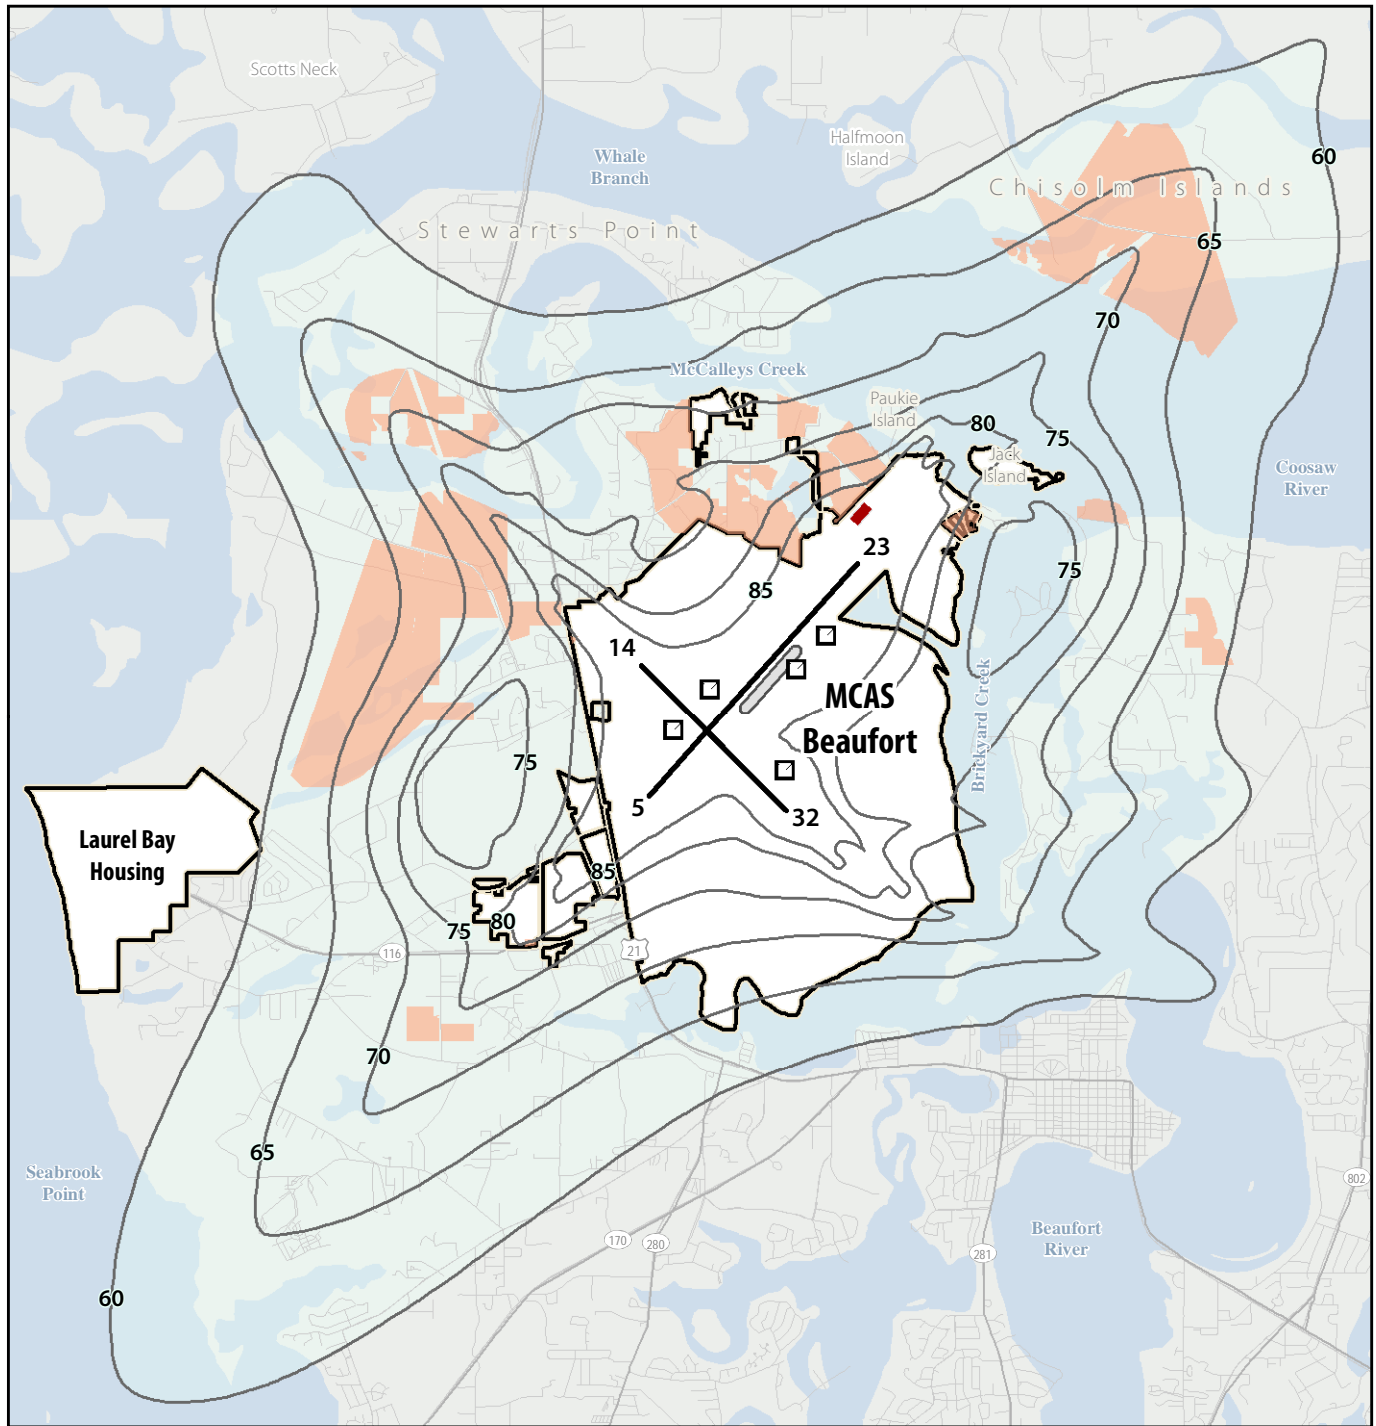 Scotts Neck
Halfmoon
Island
Whale
Branch
60
Chisolm Islands
Stewarts Point
65
70
McCalleys Creek
Paukie
Island
80
75
Jack
Island
Coosaw
River
23
75
85
14
MCAS
Beaufort
Brickyard Creek
75
5
32
Laurel Bay
Housing
85
80
75
116
21
70
65
Seabrook
Point
802
Beaufort
River
170
280
281
60